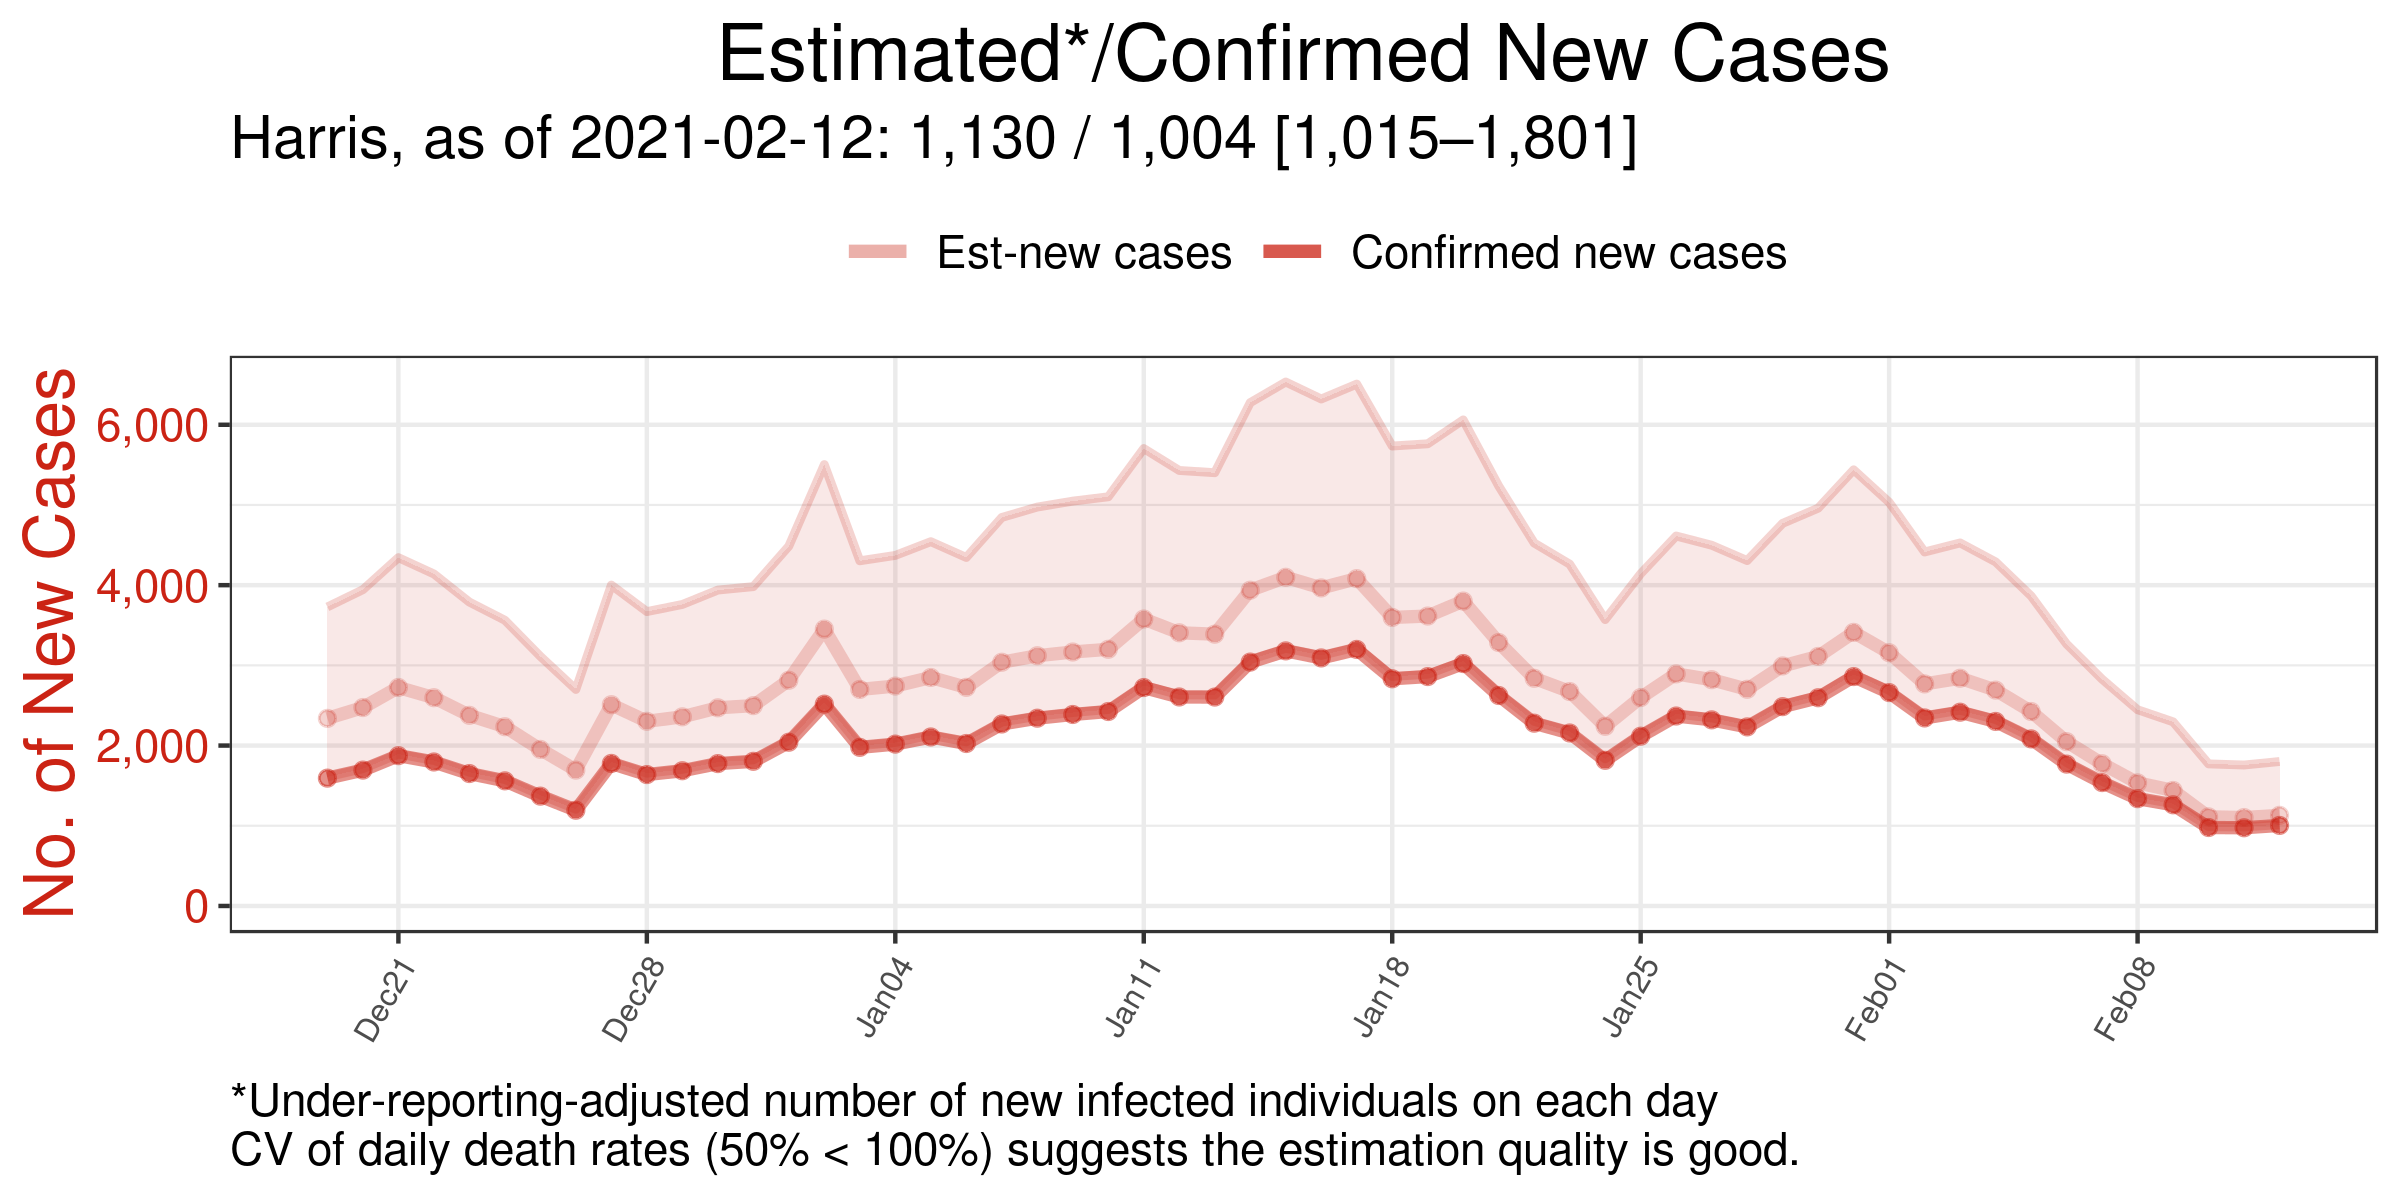 Estimated*/Confirmed New Cases
Harris, as of 2021-02-12: 1,130 / 1,004 [1,015–1,801]
Est-new cases
Confirmed new cases
No. of New Cases
6,000
4,000
2,000
0
Dec21
Dec28
Jan04
Jan11
Jan18
Jan25
Feb01
Feb08
*Under-reporting-adjusted number of new infected individuals on each day
CV of daily death rates (50% < 100%) suggests the estimation quality is good.